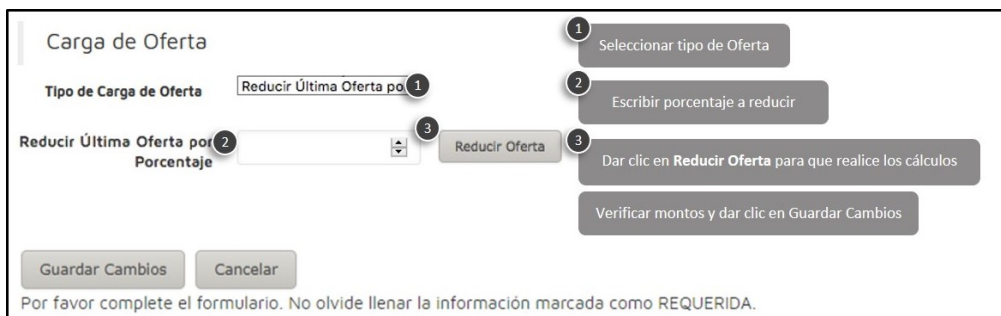 Carga de Oferta
1
Seleccionar tipo de Oferta
Tipo de Carga de Oferta
Reducir Última Oferta po
1
2
Escribir porcentaje a reducir
Reducir Última Oferta por
Porcentaje
2
3
Reducir Oferta
3
Dar clic en Reducir Oferta para que realice los cálculos
Verificar montos y dar clic en Guardar Cambios
Guardar Cambios
Cancelar
Por favor complete el formulario. No olvide llenar la información marcada como REQUERIDA.